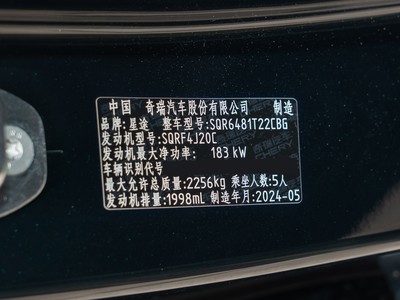 中国 奇瑞汽车股份有限公司 制造
品牌:星途 整车型号:SQR6481T22CBG
发动机型号:SQRF4J20C
发动机最大净功率: 183 kW
车辆识别代号
最大允许总质量:2256kg 乘坐人数:5人
发动机排量:1998mL 制造年月:2024-05